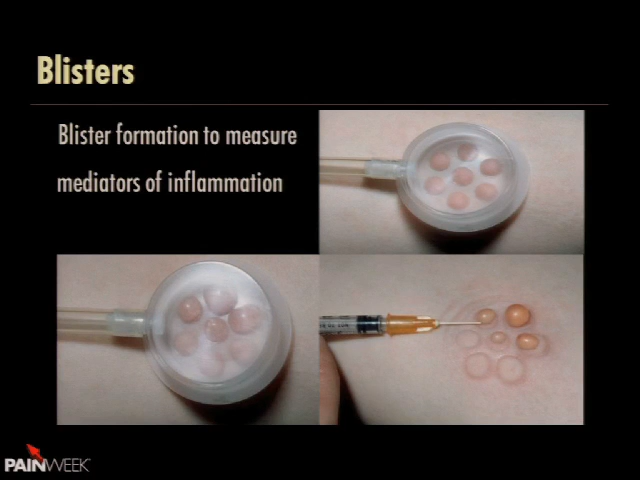 Blisters
Blister formation to measure
mediators of inflammation
PAINWEEK